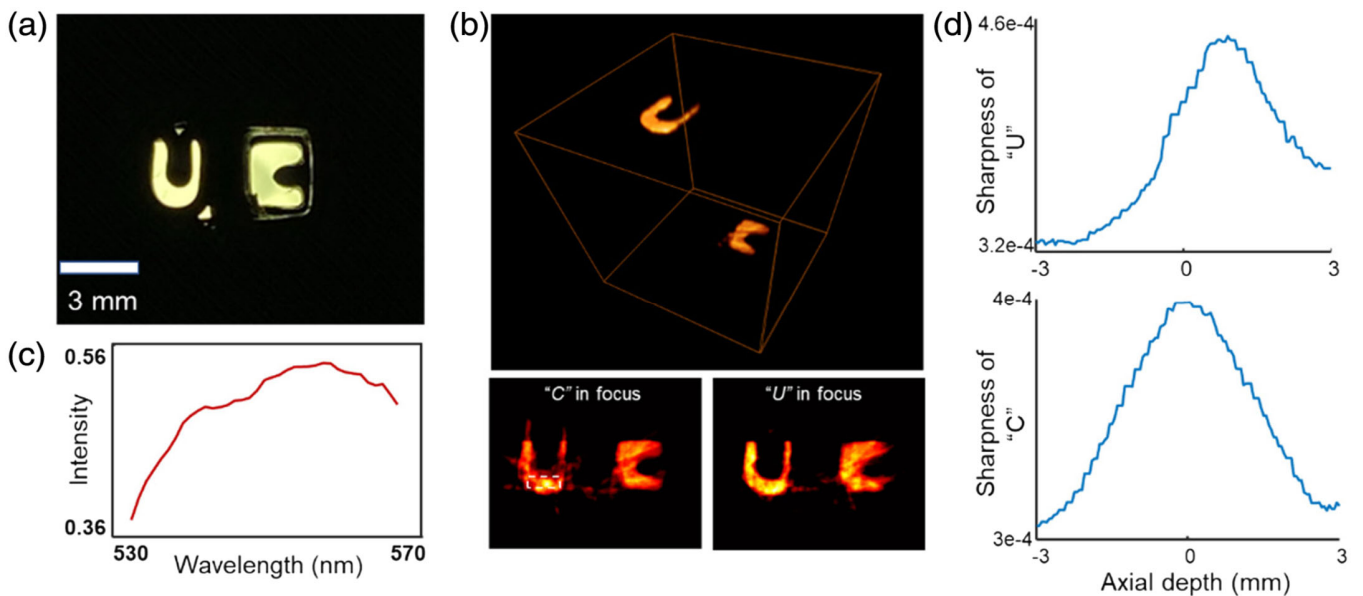 (a)
3 mm
(b)
"C" in focus
"U" in focus
(c)
0.56
Intensity
0.36
530
570
Wavelength (nm)
(d)
4.6e-4
Sharpness of
"U"
3.2e-4
-3
0
3
4e-4
Sharpness of
"C"
3e-4
-3
0
3
Axial depth (mm)
U C